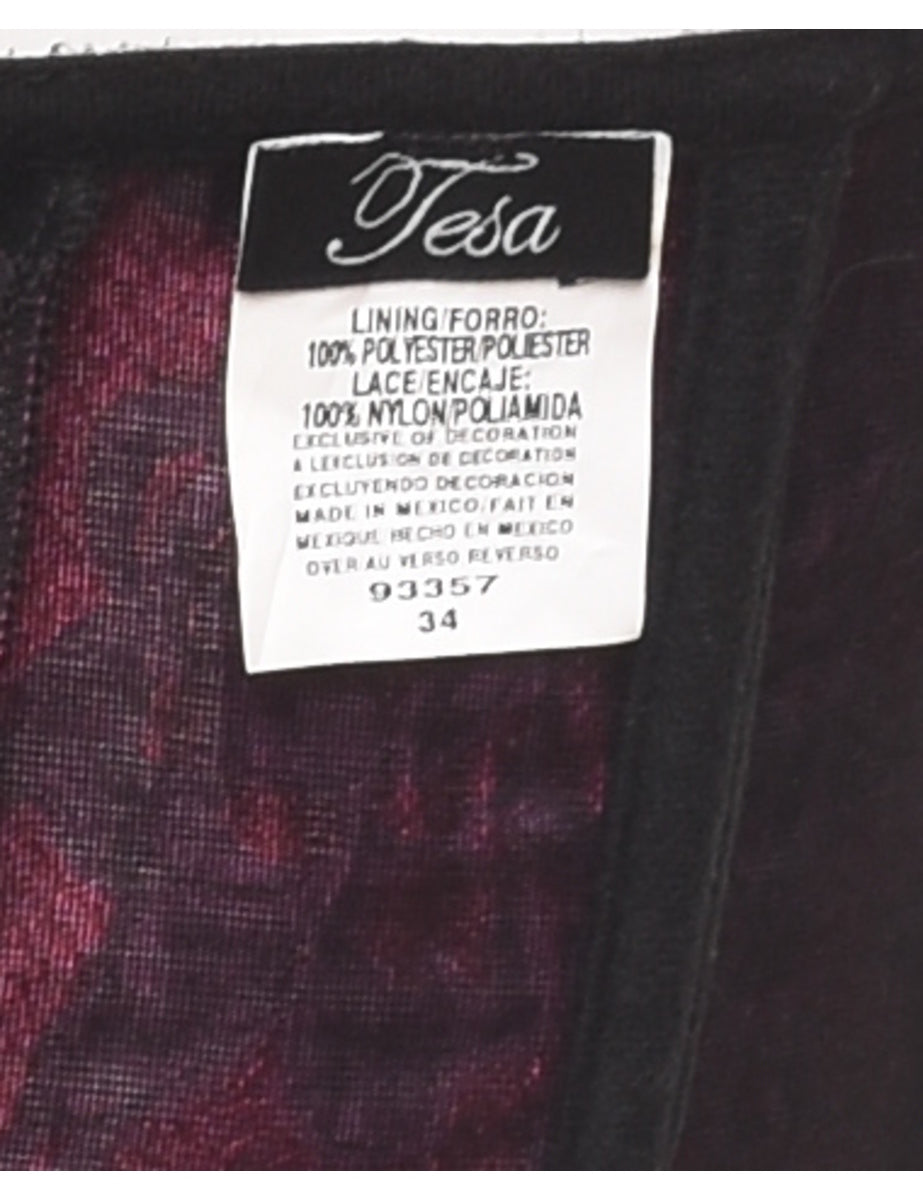 Tesa
LINING/FORRO:
100% POLYESTER/POLIESTER
LACE/ENCAJE:
100% NYLON/POLIAMIDA
EXCLUSIVE OF DECORATION
A LEXCLUSION DE DECORATION
EXCLUYENDO DECORACION
MADE IN MEXICO/FAIT EN
MEXIQUE/HECHO EN MEXICO
OVER/AU VERSO REVERSO
93357
34